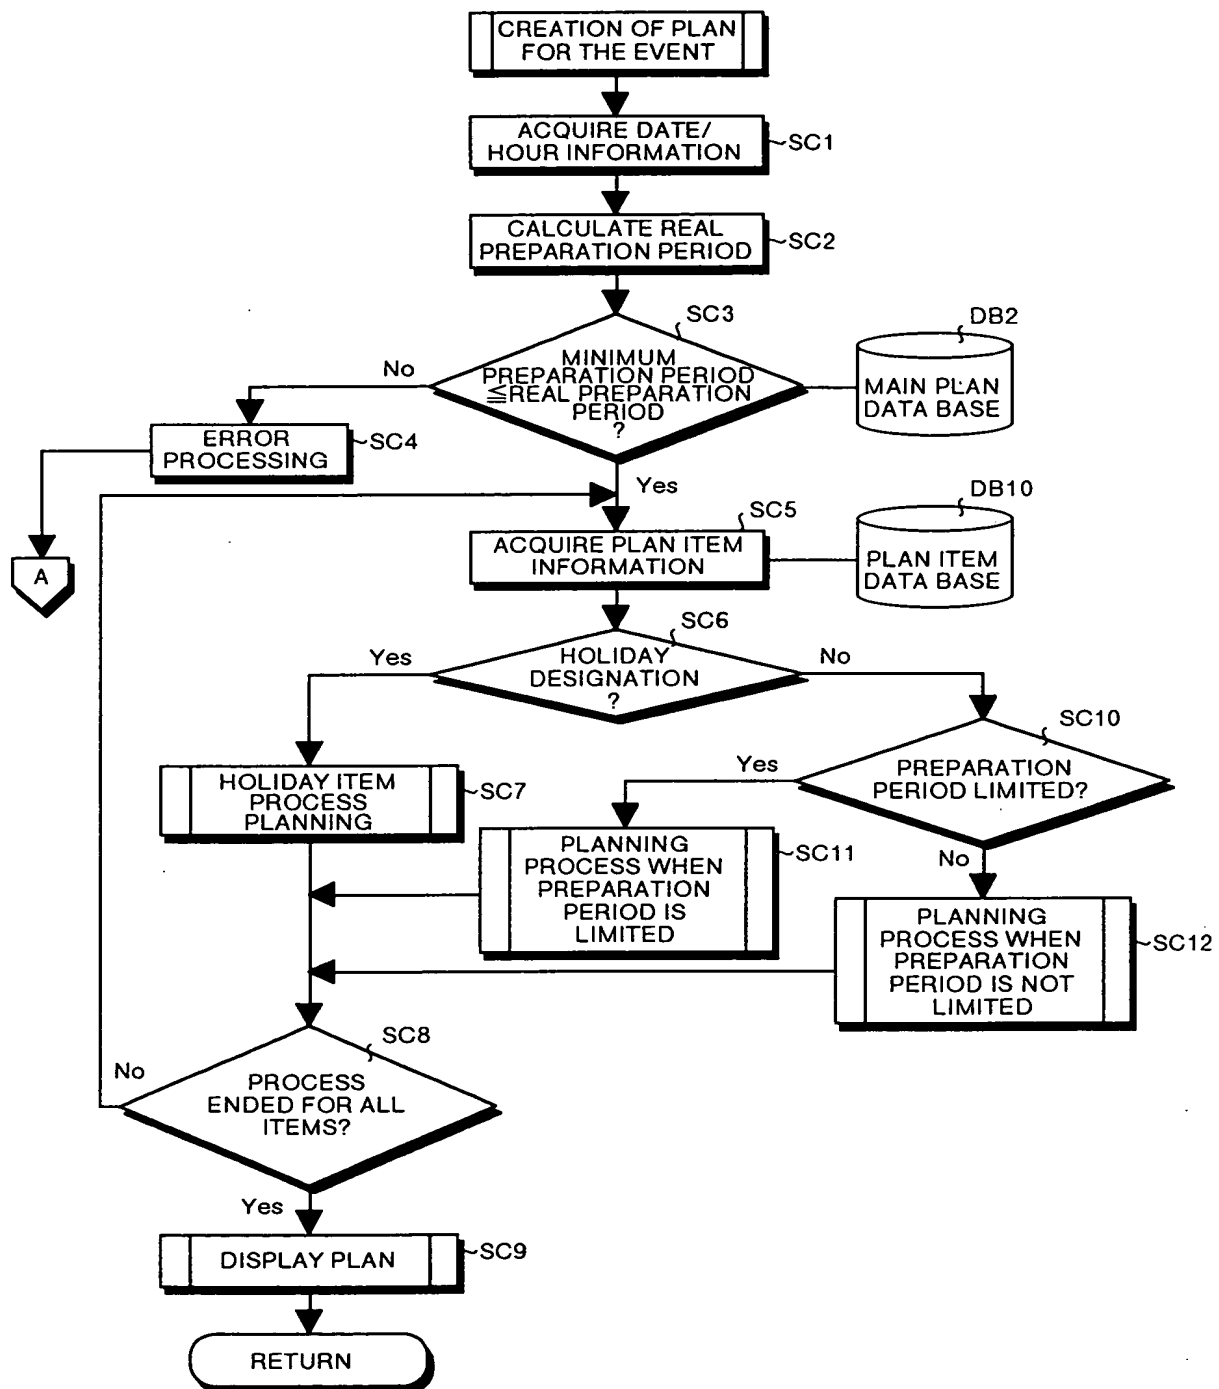 CREATION OF PLAN
FOR THE EVENT
ACQUIRE DATE/
HOUR INFORMATION
SC1
CALCULATE REAL
PREPARATION PERIOD
SC2
SC3
MINIMUM
PREPARATION PERIOD
≦REAL PREPARATION
PERIOD
?
No
Yes
DB2
MAIN PLAN
DATA BASE
ERROR
PROCESSING
SC4
A
SC5
ACQUIRE PLAN ITEM
INFORMATION
DB10
PLAN ITEM
DATA BASE
SC6
HOLIDAY
DESIGNATION
?
Yes
No
SC10
PREPARATION
PERIOD LIMITED?
Yes
No
HOLIDAY ITEM
PROCESS
PLANNING
SC7
PLANNING
PROCESS WHEN
PREPARATION
PERIOD IS
LIMITED
SC11
PLANNING
PROCESS WHEN
PREPARATION
PERIOD IS NOT
LIMITED
SC12
SC8
PROCESS
ENDED FOR ALL
ITEMS?
No
Yes
DISPLAY PLAN
SC9
RETURN